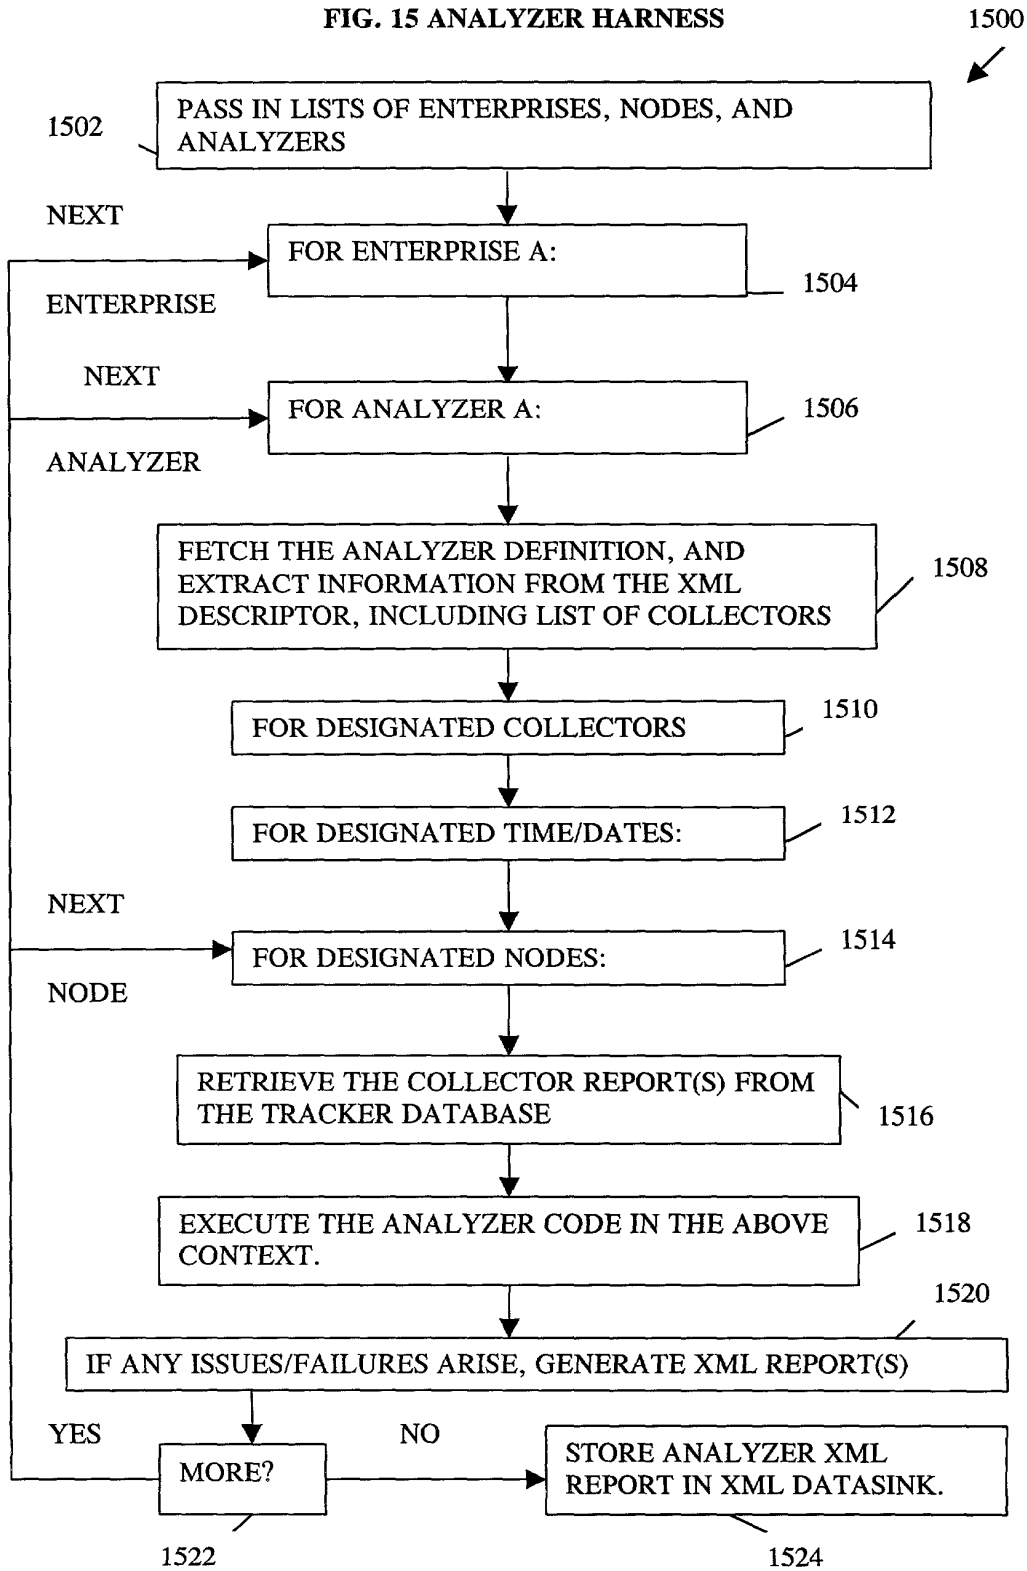 FIG. 15 ANALYZER HARNESS
1500
PASS IN LISTS OF ENTERPRISES, NODES, AND
ANALYZERS
1502
NEXT
FOR ENTERPRISE A:
1504
ENTERPRISE
NEXT
FOR ANALYZER A:
1506
ANALYZER
FETCH THE ANALYZER DEFINITION, AND
EXTRACT INFORMATION FROM THE XML
DESCRIPTOR, INCLUDING LIST OF COLLECTORS
1508
FOR DESIGNATED COLLECTORS
1510
FOR DESIGNATED TIME/DATES:
1512
NEXT
FOR DESIGNATED NODES:
1514
NODE
RETRIEVE THE COLLECTOR REPORT(S) FROM
THE TRACKER DATABASE
1516
EXECUTE THE ANALYZER CODE IN THE ABOVE
CONTEXT.
1518
1520
IF ANY ISSUES/FAILURES ARISE, GENERATE XML REPORT(S)
YES
NO
MORE?
STORE ANALYZER XML
REPORT IN XML DATASINK.
1522
1524